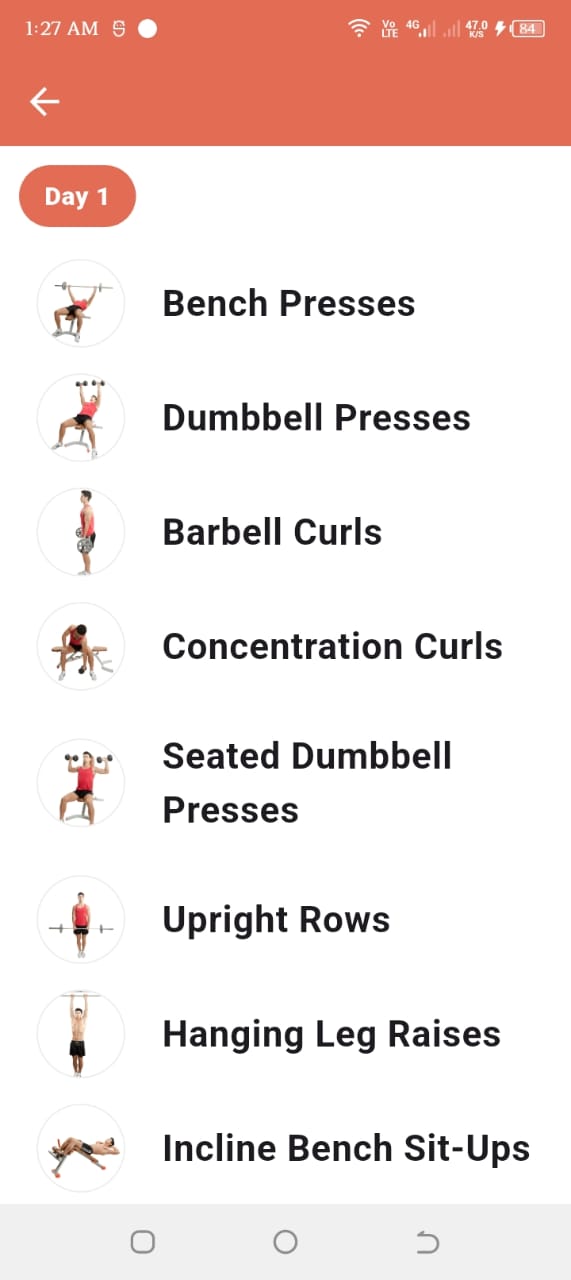 1:27 AM
Vo LTE 4G 47.0 K/S 84
Day 1
Bench Presses
Dumbbell Presses
Barbell Curls
Concentration Curls
Seated Dumbbell
Presses
Upright Rows
Hanging Leg Raises
Incline Bench Sit-Ups